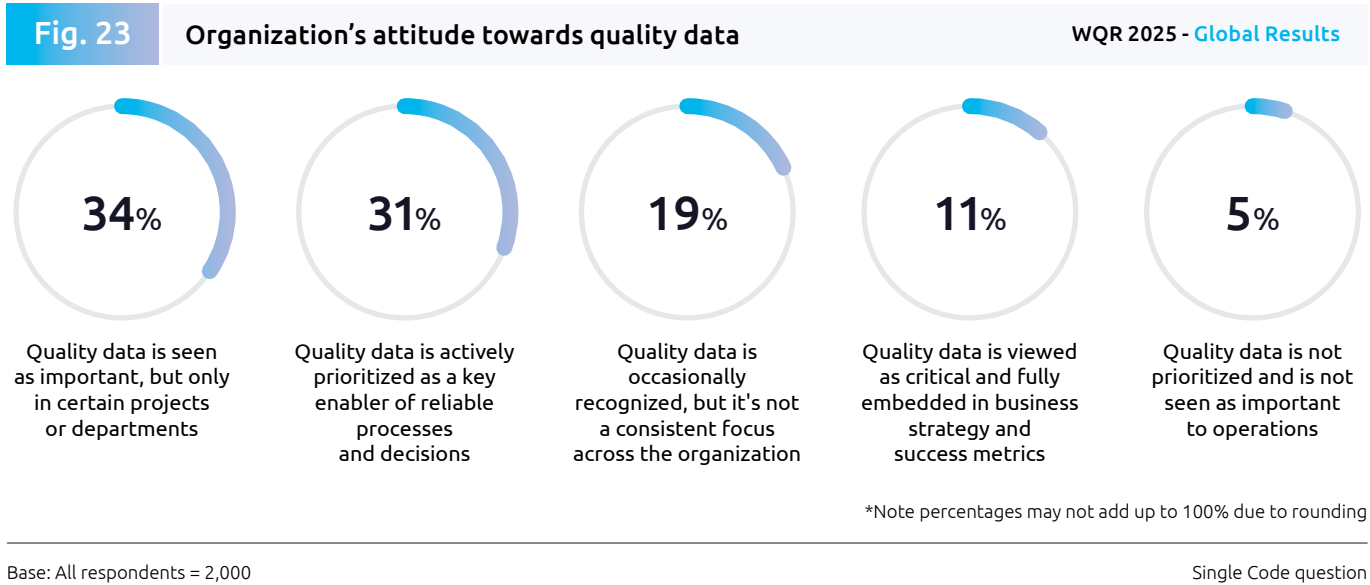 Fig. 23
Organization’s attitude towards quality data
WQR 2025 - Global Results
34%
31%
19%
11%
5%
Quality data is seen
as important, but only
in certain projects
or departments
Quality data is actively
prioritized as a key
enabler of reliable
processes
and decisions
Quality data is
occasionally
recognized, but it's not
a consistent focus
across the organization
Quality data is viewed
as critical and fully
embedded in business
strategy and
success metrics
Quality data is not
prioritized and is not
seen as important
to operations
*Note percentages may not add up to 100% due to rounding
Base: All respondents = 2,000
Single Code question